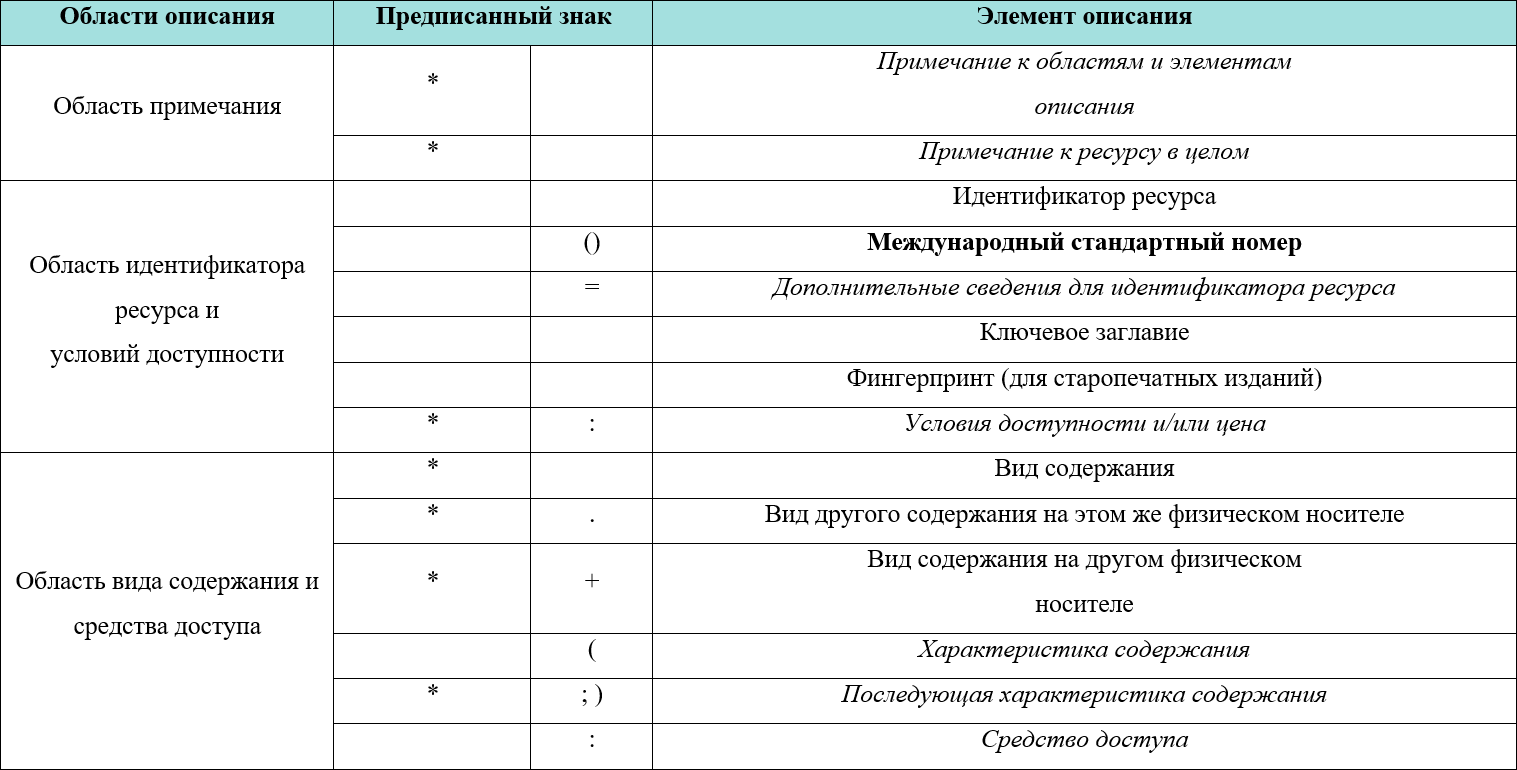 Области описания Предписанный знак Элемент описания
Область примечания
* Примечание к областям и элементам
описания
* Примечание к ресурсу в целом
Область идентификатора
ресурса и
условий доступности
Идентификатор ресурса
() Международный стандартный номер
= Дополнительные сведения для идентификатора ресурса
Ключевое заглавие
Фингерпринт (для старопечатных изданий)
* : Условия доступности и/или цена
Область вида содержания и
средства доступа
* Вид содержания
* . Вид другого содержания на этом же физическом носителе
* + Вид содержания на другом физическом
носителе
( Характеристика содержания
* ; ) Последующая характеристика содержания
: Средство доступа